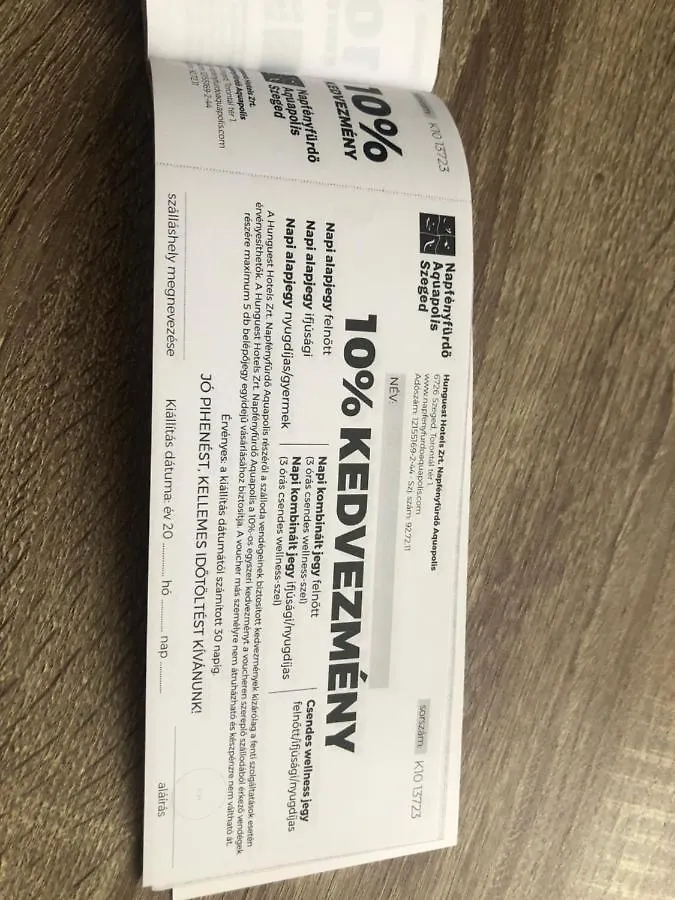 sorszám: K10 13723
10%
KEDVEZMÉNY
Napfényfürdő
Aquapolis
Szeged
Napfényfürdő
Aquapolis
Szeged
Hunguest Hotels Zrt. Napfényfürdő Aquapolis
6726 Szeged, Torontál tér 1.
www.napfenyfurdoaquapolis.com
Adószám: 12155169-2-44 Szj. szám: 92.72.11
sorszám: K10 13723
NÉV:
10% KEDVEZMÉNY
Napi alapjegy felnőtt
Napi alapjegy ifjúsági
Napi alapjegy nyugdíjas/gyermek
Napi kombinált jegy felnőtt
(3 órás csendes wellness-szel)
Napi kombinált jegy ifjúsági/nyugdíjas
(3 órás csendes wellness-szel)
Csendes wellness jegy
felnőtt/ifjúsági/nyugdíjas
A Hunguest Hotels Zrt. Napfényfürdő Aquapolis részéről a szálloda vendégeinek biztosított kedvezmények kizárólag a fenti szolgáltatások esetén
érvényesíthetők. A Hunguest Hotels Zrt. Napfényfürdő Aquapolis a 10%-os egyszeri kedvezményt a voucheren szereplő szállodából érkező vendégek
részére maximum 5 db belépőjegy egyidejű vásárlásához biztosítja. A voucher más személyre nem átruházható és készpénzre nem váltható át.
Érvényes: a kiállítás dátumától számított 30 napig.
JÓ PIHENÉST, KELLEMES IDŐTÖLTÉST KÍVÁNUNK!
szálláshely megnevezése
Kiállítás dátuma: év 20 ............ hó ............ nap ............
aláírás